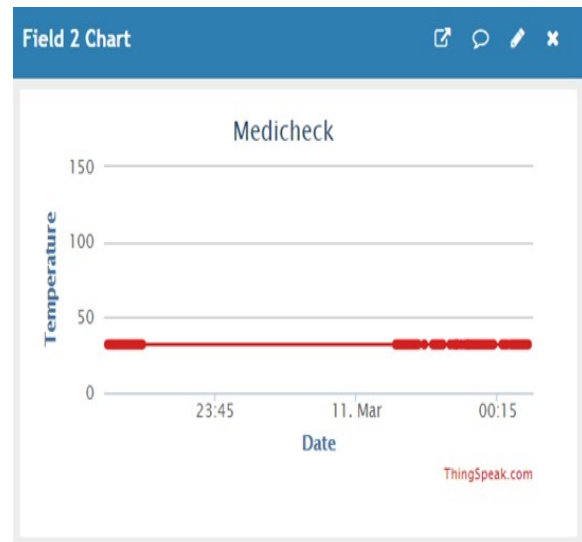 Field 2 Chart
Medicheck
150
100
50
0
Temperature
23:45 11. Mar 00:15
Date
ThingSpeak.com